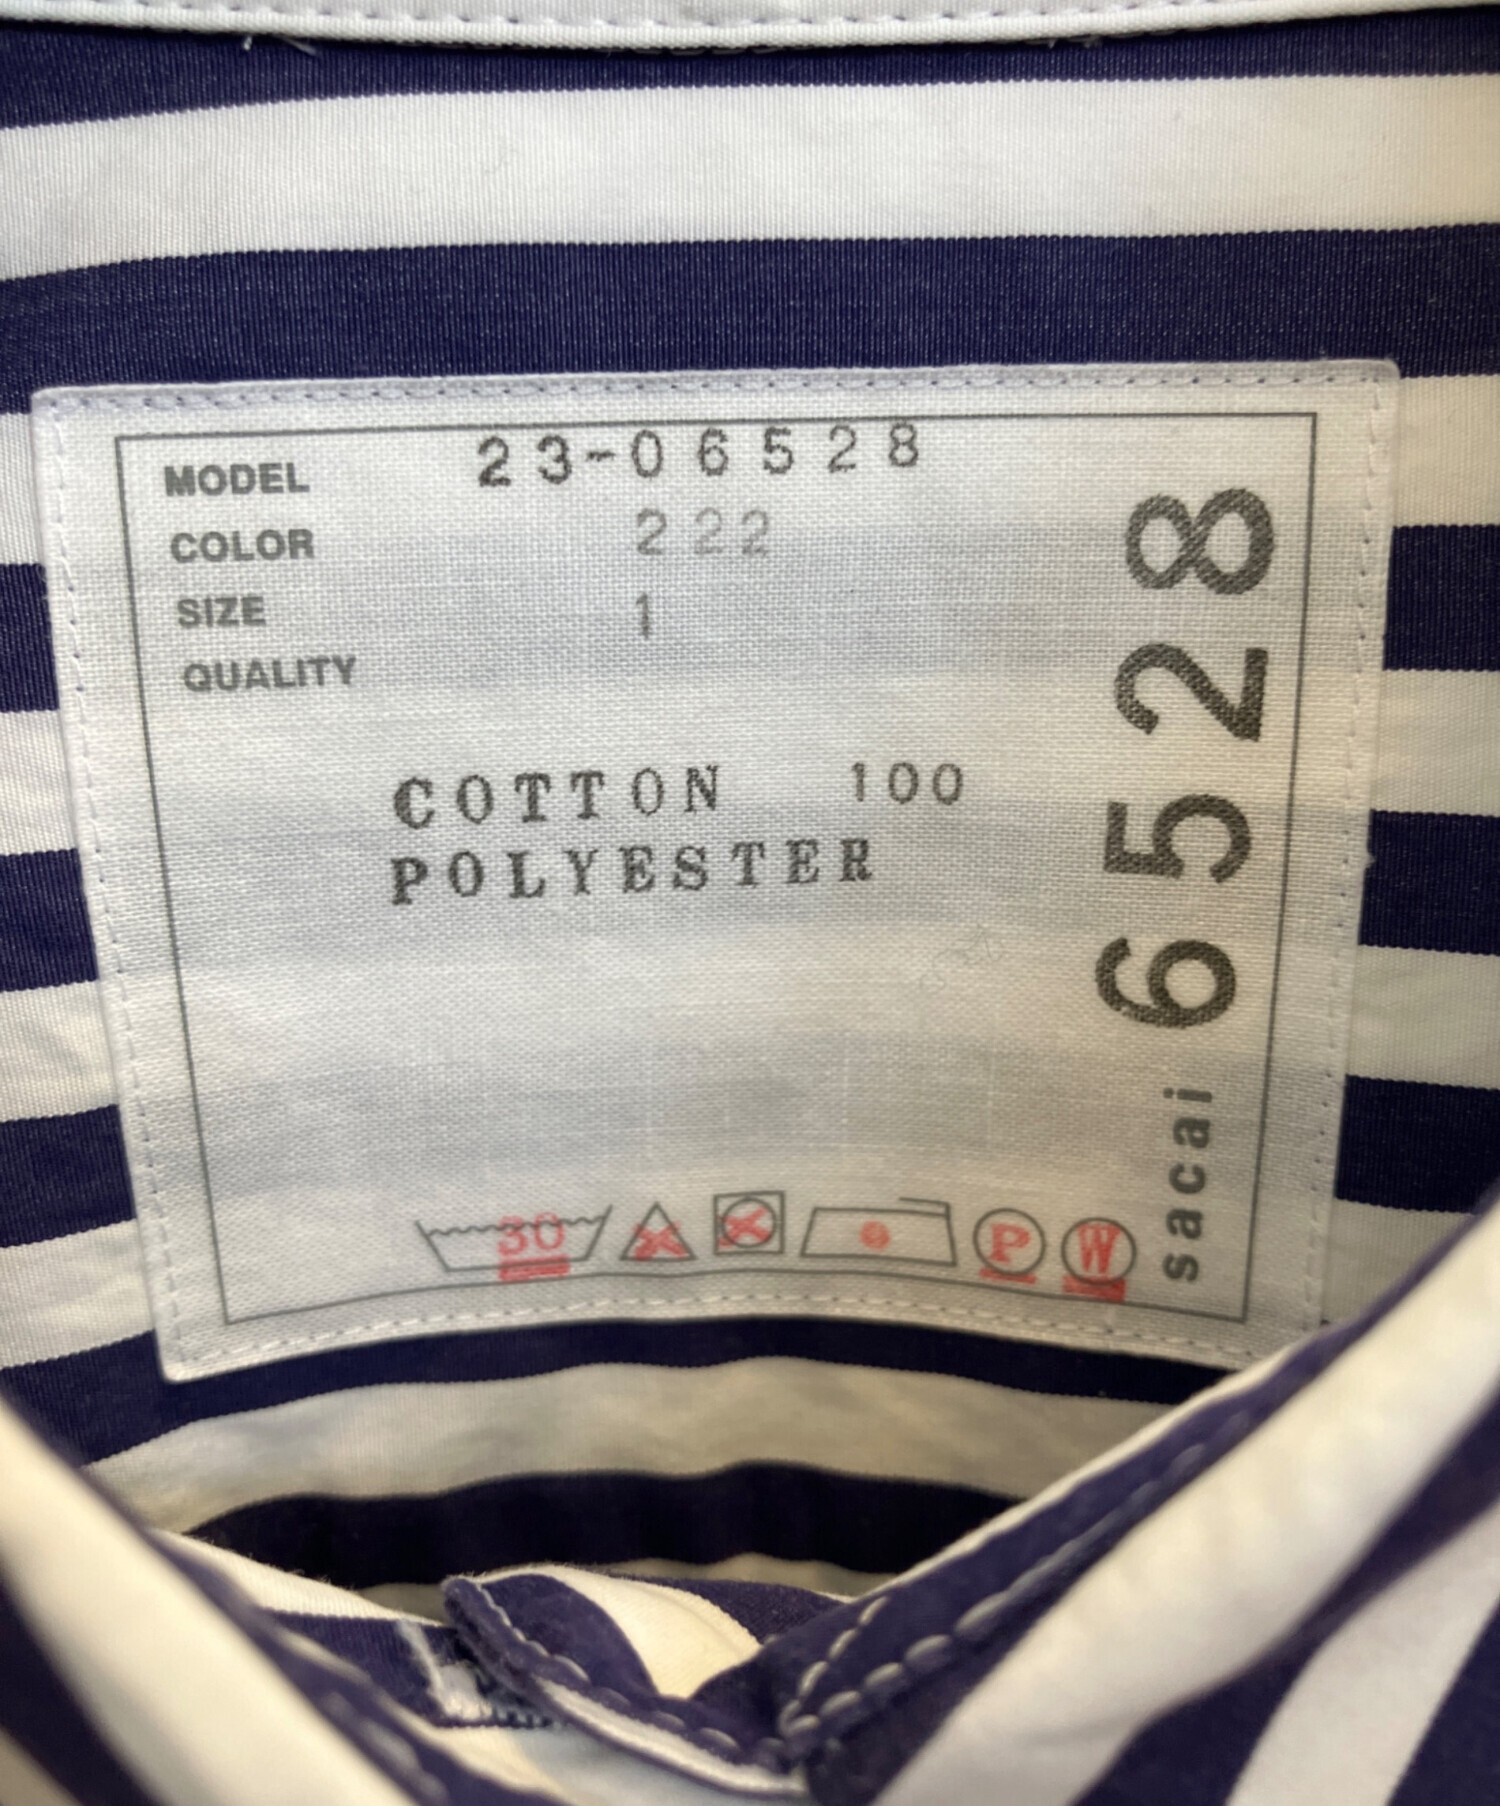 MODEL 23-06528
COLOR 222
SIZE 1
QUALITY
COTTON 100
POLYESTER
30
P
W
sacai 6528